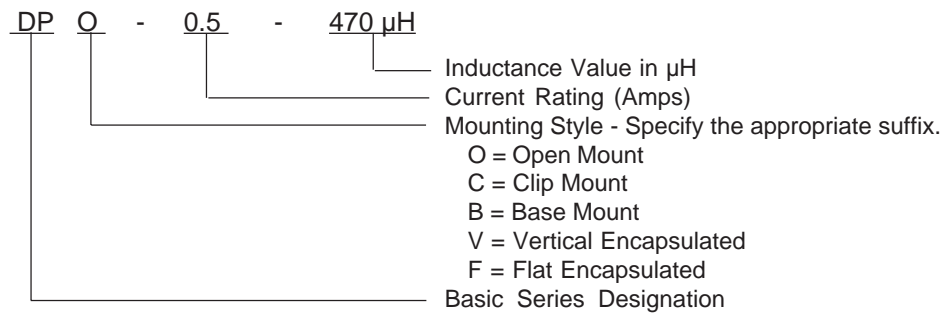 DP O - 0.5 - 470 µH
Inductance Value in µH
Current Rating (Amps)
Mounting Style - Specify the appropriate suffix.
O = Open Mount
C = Clip Mount
B = Base Mount
V = Vertical Encapsulated
F = Flat Encapsulated
Basic Series Designation